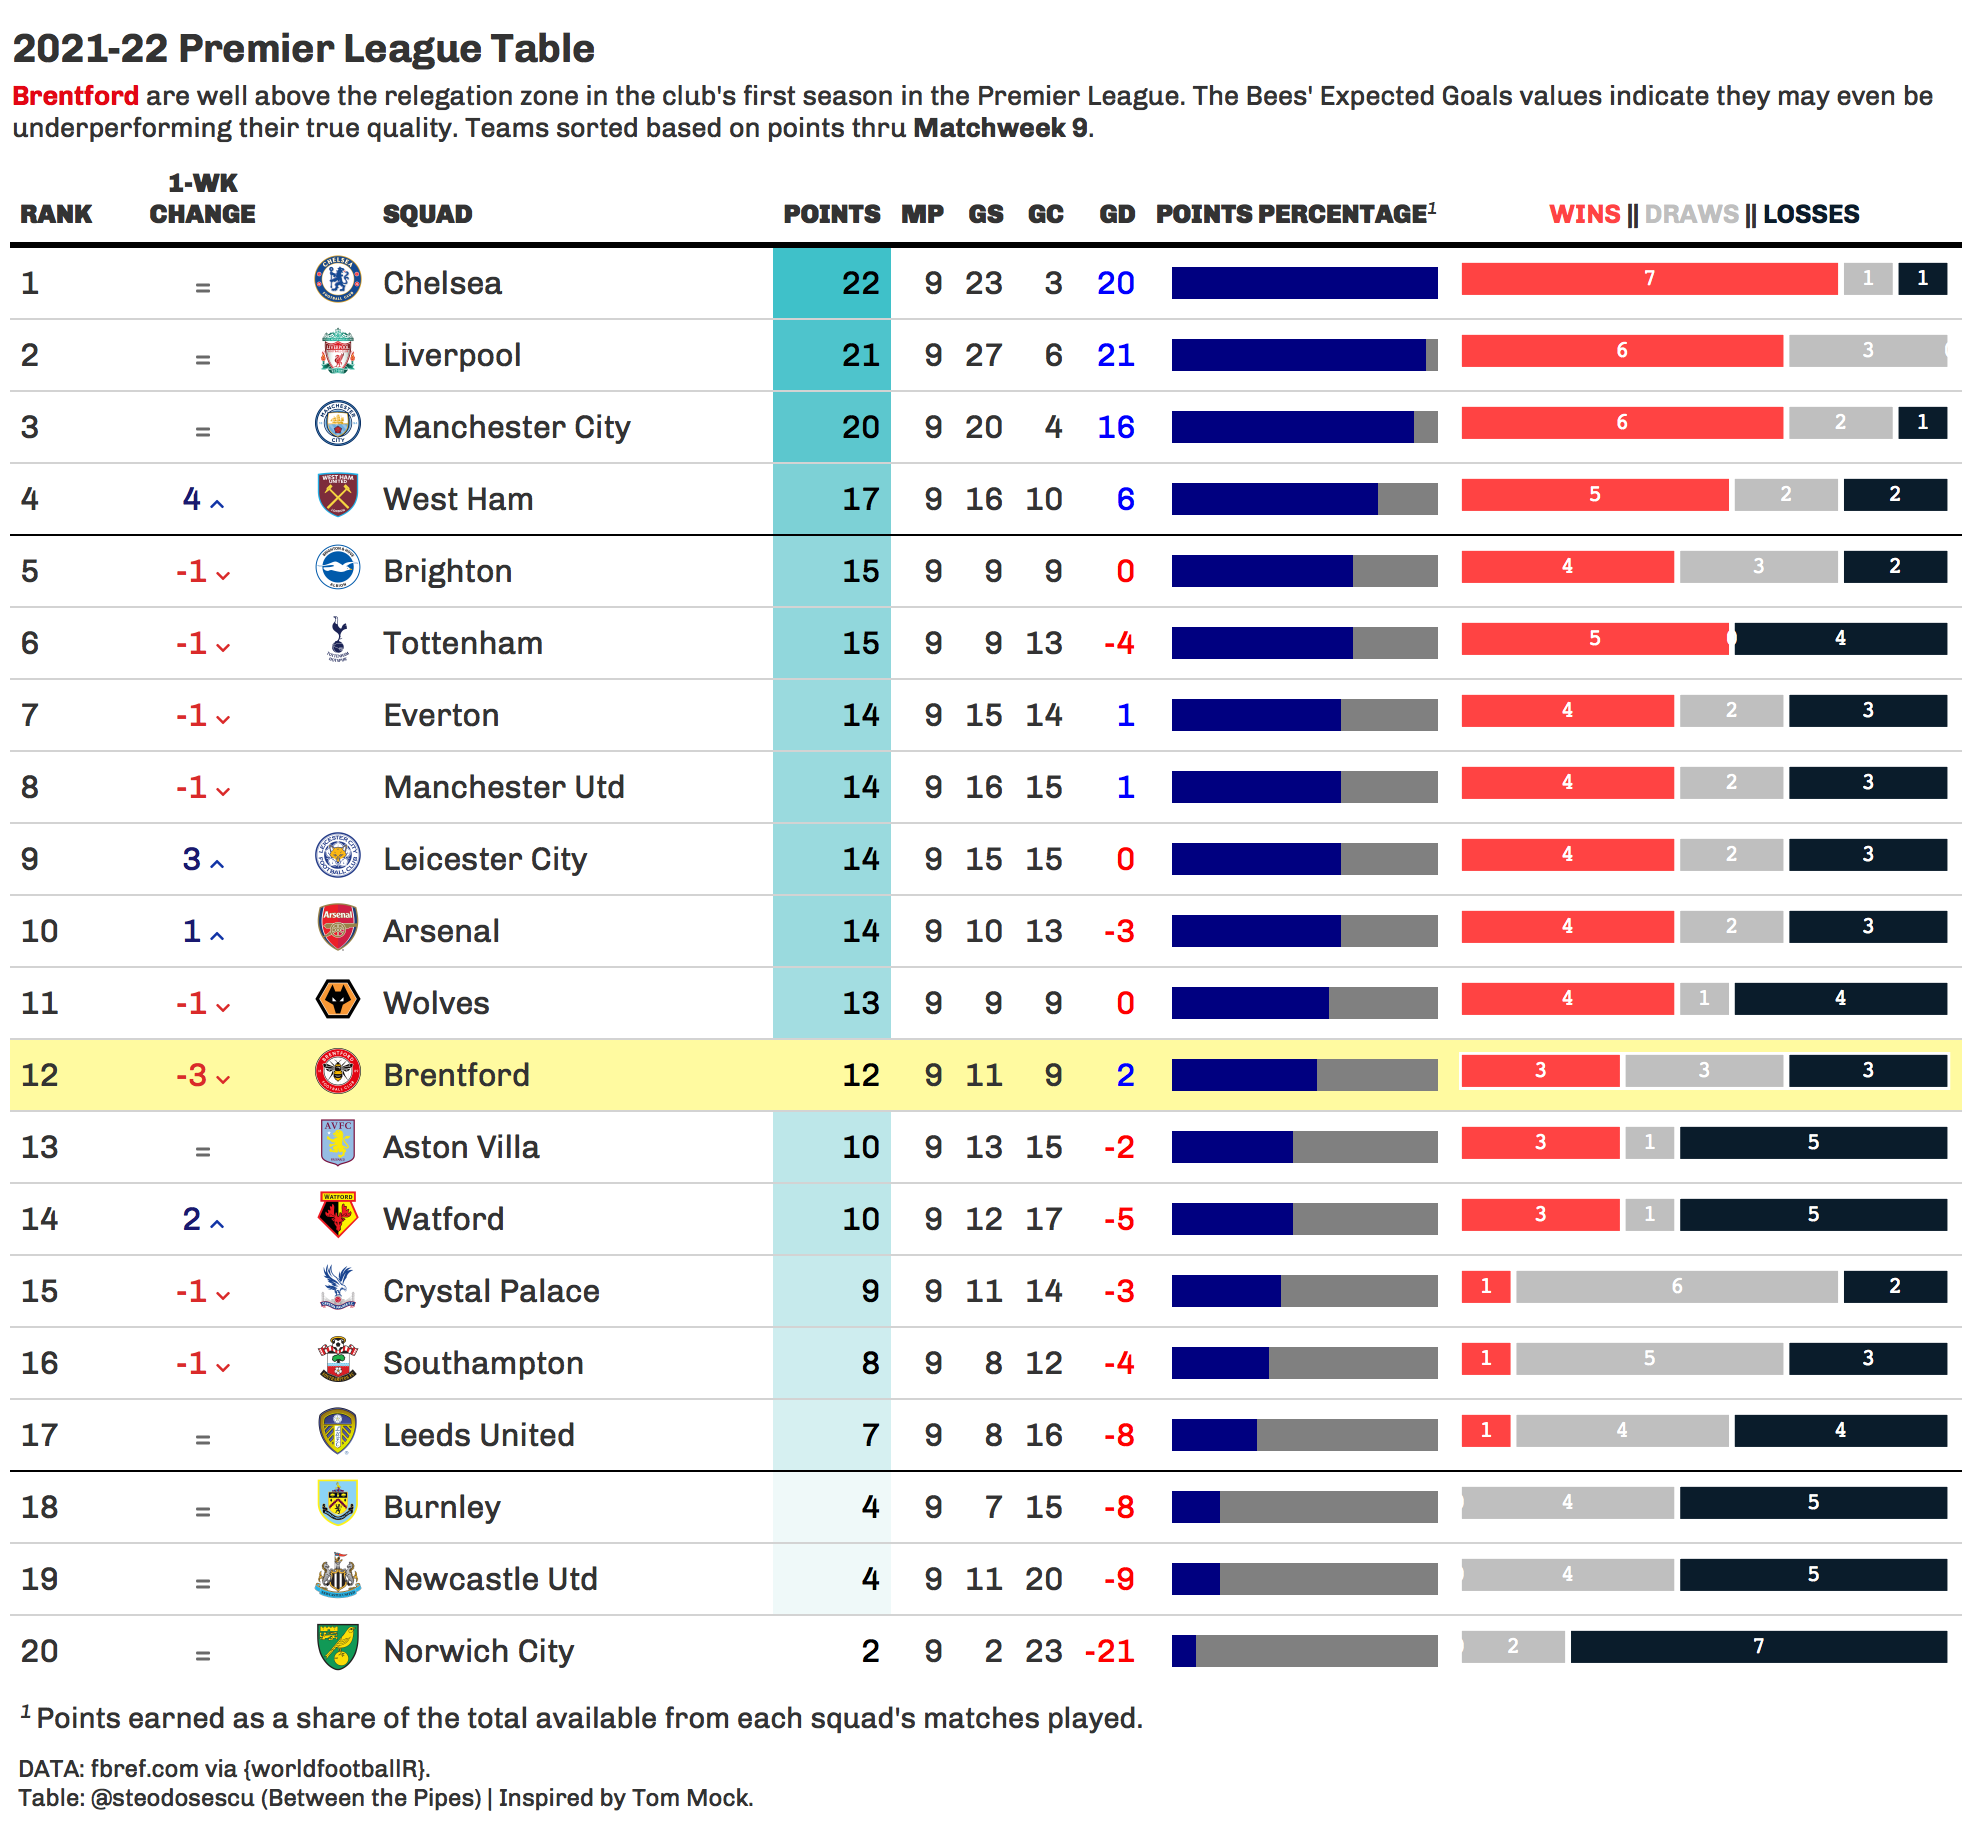 2021-22 Premier League Table
Brentford are well above the relegation zone in the club's first season in the Premier League. The Bees' Expected Goals values indicate they may even be
underperforming their true quality. Teams sorted based on points thru Matchweek 9.
RANK 1-WK CHANGE SQUAD POINTS MP GS GC GD POINTS PERCENTAGE1 WINS || DRAWS || LOSSES
1 = Chelsea 22 9 23 3 20 7 1 1
2 = Liverpool 21 9 27 6 21 6 3
3 = Manchester City 20 9 20 4 16 6 2 1
4 4 West Ham 17 9 16 10 6 5 2 2
5 -1 Brighton 15 9 9 9 0 4 3 2
6 -1 Tottenham 15 9 9 13 -4 5 0 4
7 -1 Everton 14 9 15 14 1 4 2 3
8 -1 Manchester Utd 14 9 16 15 1 4 2 3
9 3 Leicester City 14 9 15 15 0 4 2 3
10 1 Arsenal 14 9 10 13 -3 4 2 3
11 -1 Wolves 13 9 9 9 0 4 1 4
12 -3 Brentford 12 9 11 9 2 3 3 3
13 = Aston Villa 10 9 13 15 -2 3 1 5
14 2 Watford 10 9 12 17 -5 3 1 5
15 -1 Crystal Palace 9 9 11 14 -3 1 6 2
16 -1 Southampton 8 9 8 12 -4 1 5 3
17 = Leeds United 7 9 8 16 -8 1 4 4
18 = Burnley 4 9 7 15 -8 4 5
19 = Newcastle Utd 4 9 11 20 -9 4 5
20 = Norwich City 2 9 2 23 -21 2 7
1 Points earned as a share of the total available from each squad's matches played.
DATA: fbref.com via {worldfootballR}.
Table: @steodosescu (Between the Pipes) | Inspired by Tom Mock.